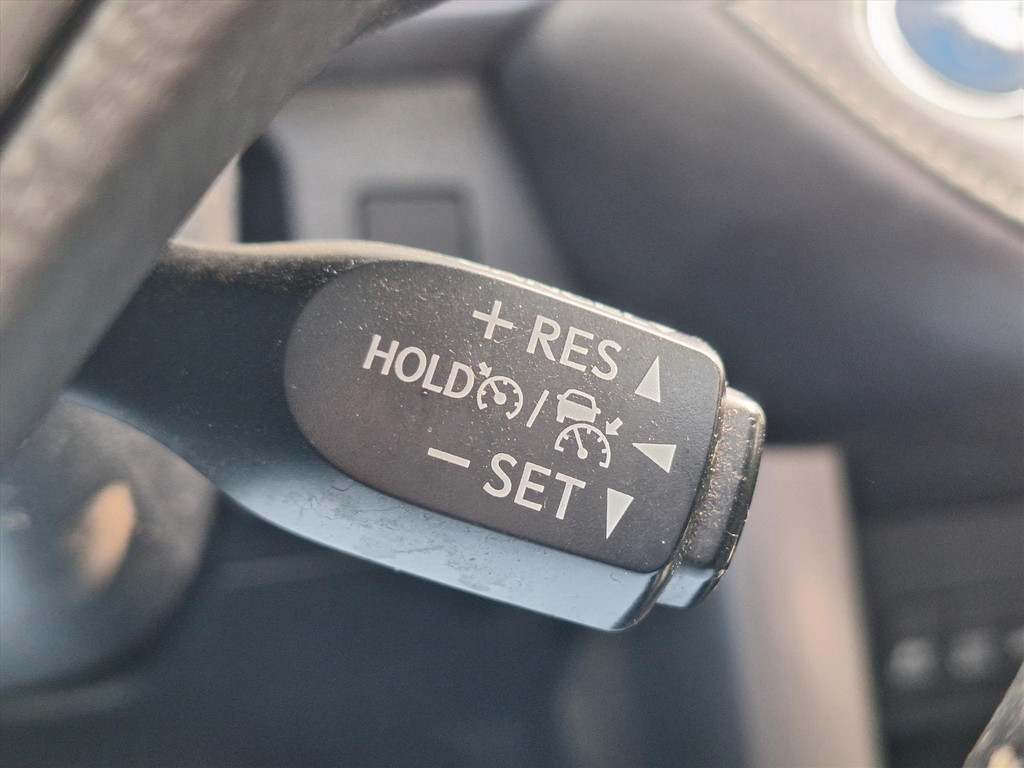 + RES
HOLD /
− SET